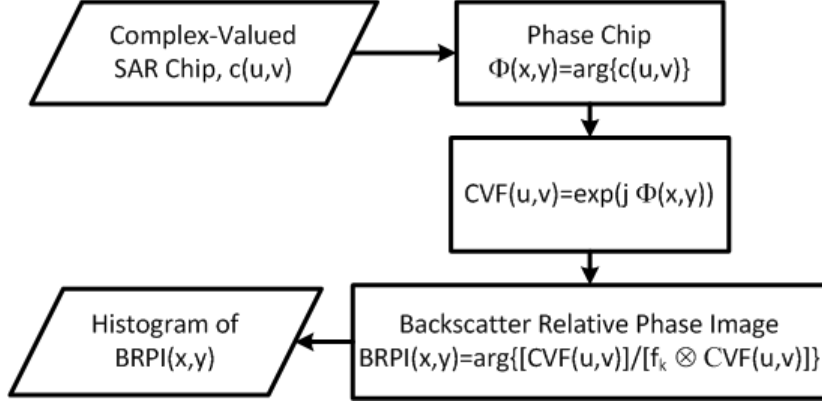 Complex-Valued
SAR Chip, c(u,v)
Phase Chip
Φ(x,y)=arg{c(u,v)}
CVF(u,v)=exp(j Φ(x,y))
Backscatter Relative Phase Image
BRPI(x,y)=arg{[CVF(u,v)]/[fₖ ⊗ CVF(u,v)]}
Histogram of
BRPI(x,y)